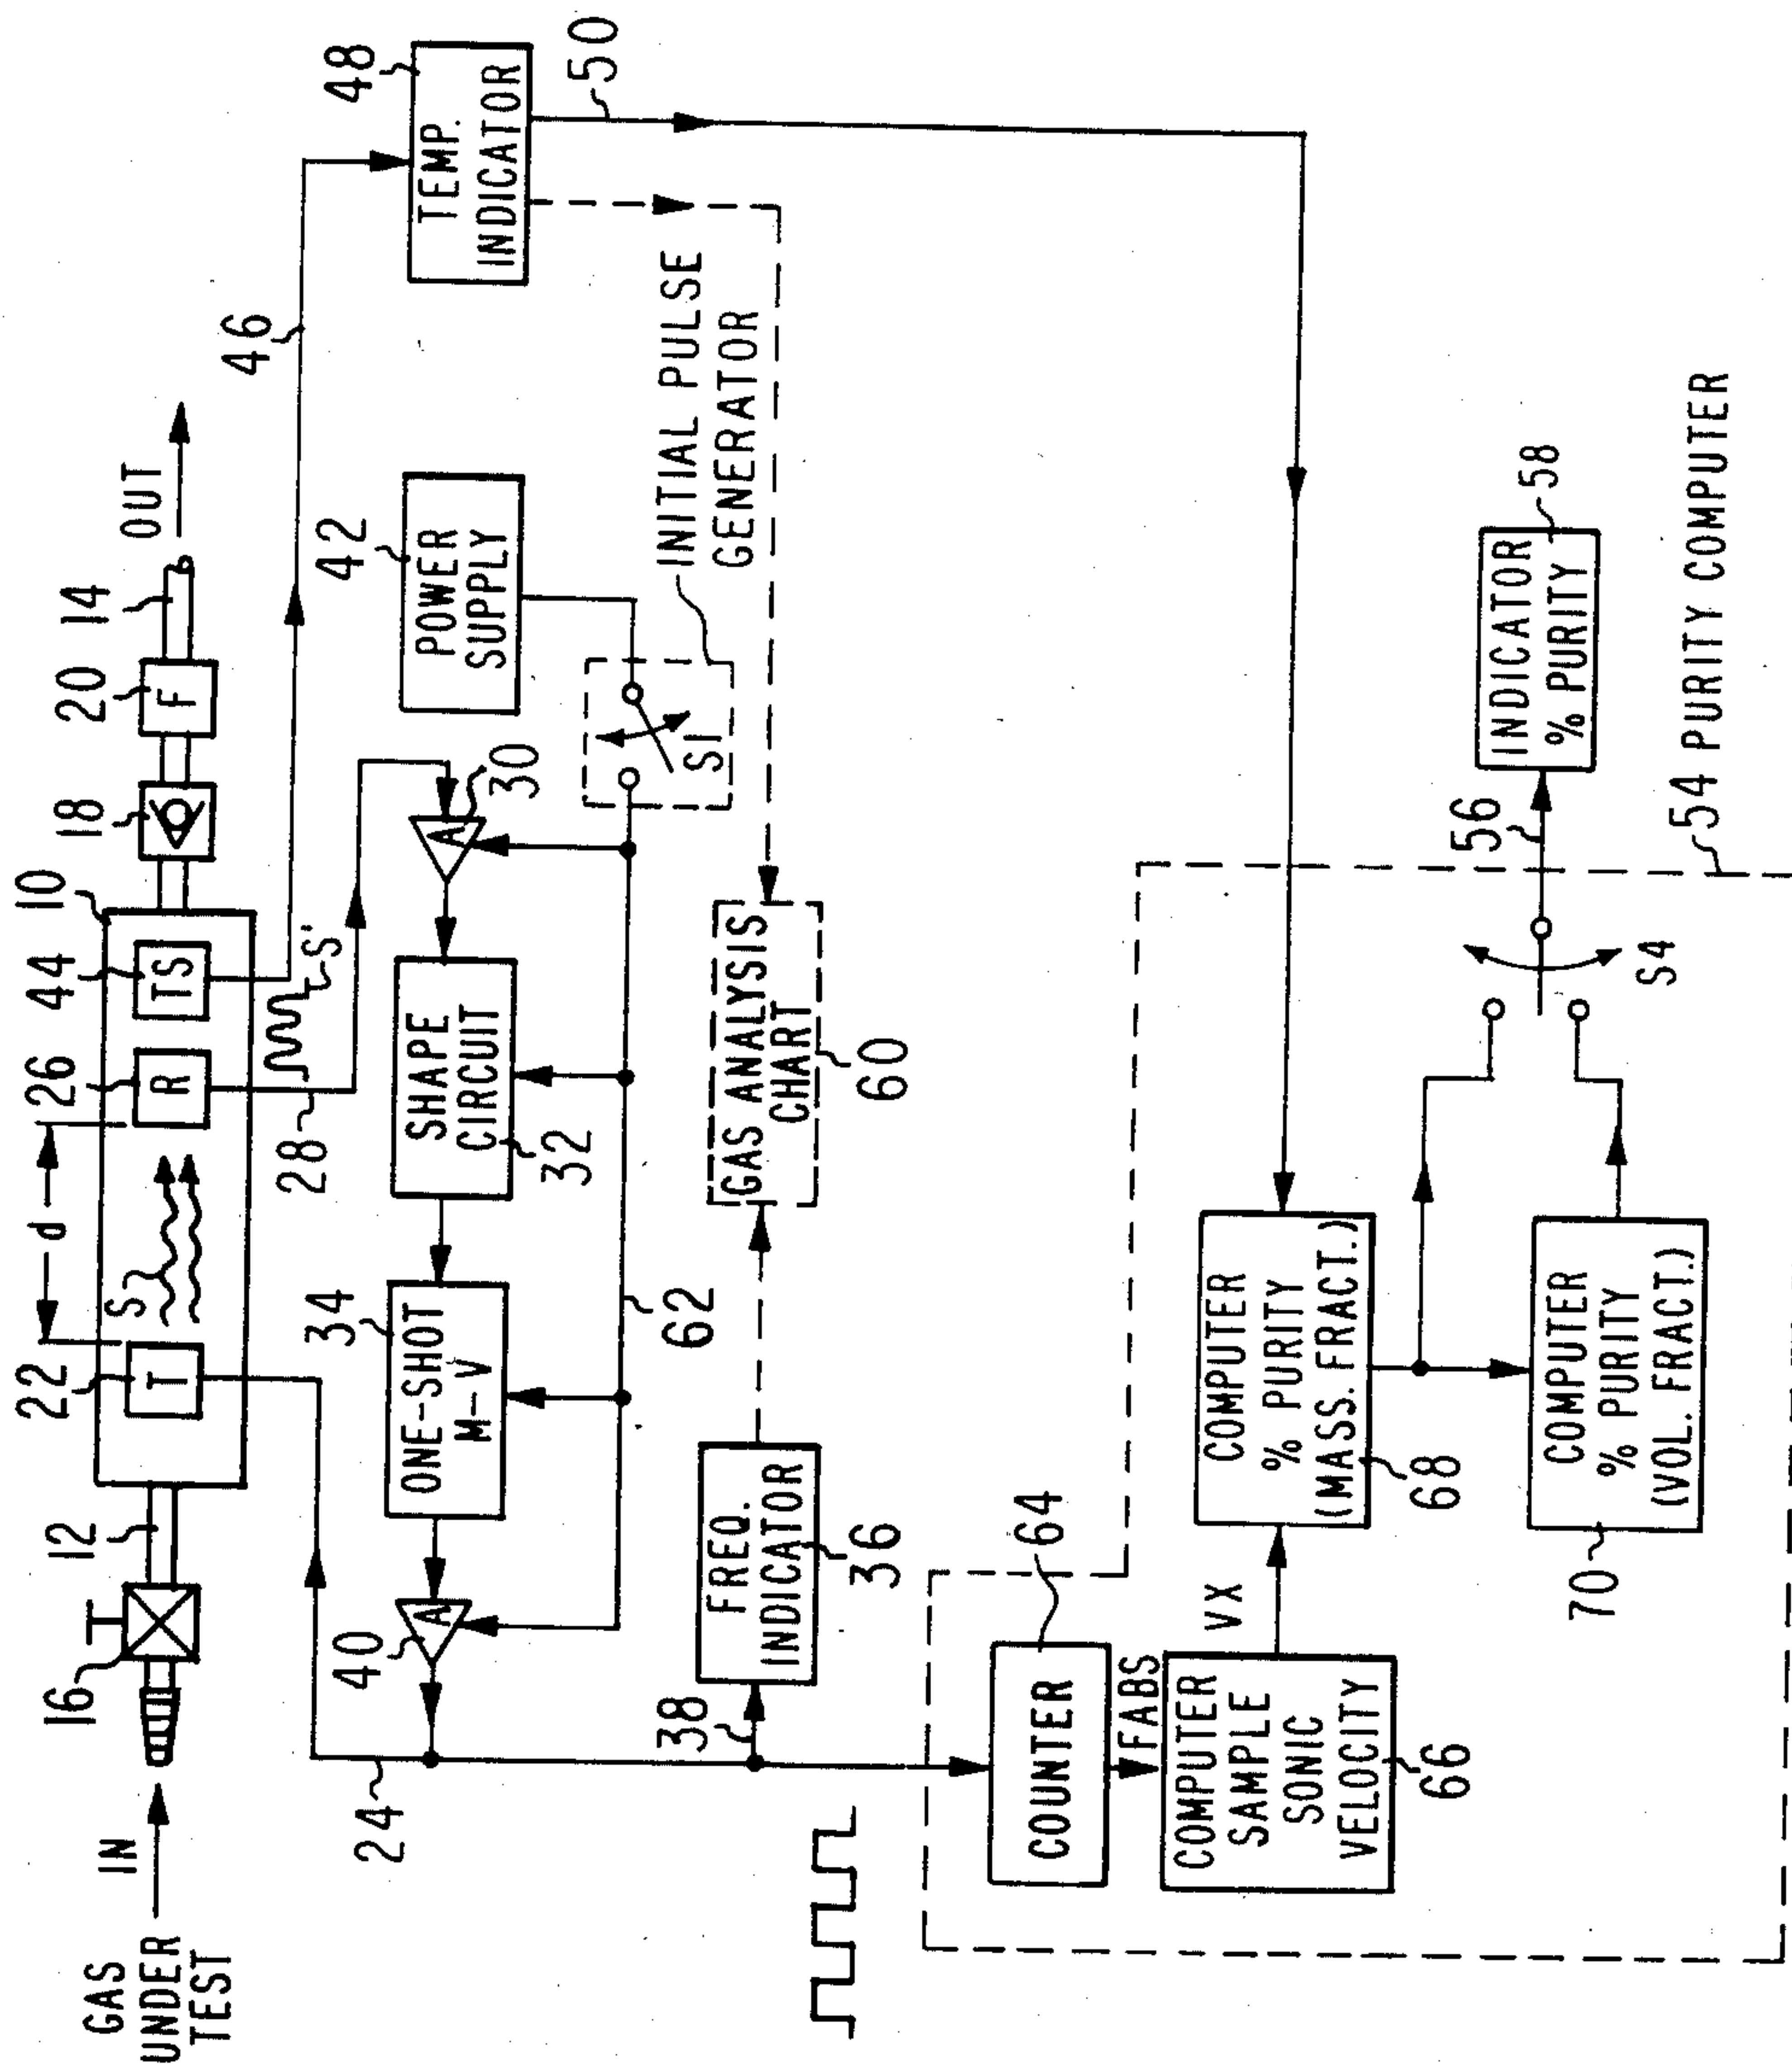 GAS
UNDER
TEST
IN
16
12
22
T
S
d
26
R
44
TS
10
18
20
F
14
OUT
24
28
S'
46
40
A
34
ONE-SHOT
M-V
SHAPE
CIRCUIT
32
A
30
42
POWER
SUPPLY
S1
INITIAL PULSE
GENERATOR
48
TEMP.
INDICATOR
50
62
38
FREQ.
INDICATOR
36
GAS ANALYSIS
CHART
60
COUNTER
64
FABS
COMPUTER
SAMPLE
SONIC
VELOCITY
66
VX
COMPUTER
% PURITY
(MASS. FRACT.)
68
COMPUTER
% PURITY
(VOL. FRACT.)
70
S4
56
INDICATOR
% PURITY
58
54 PURITY COMPUTER